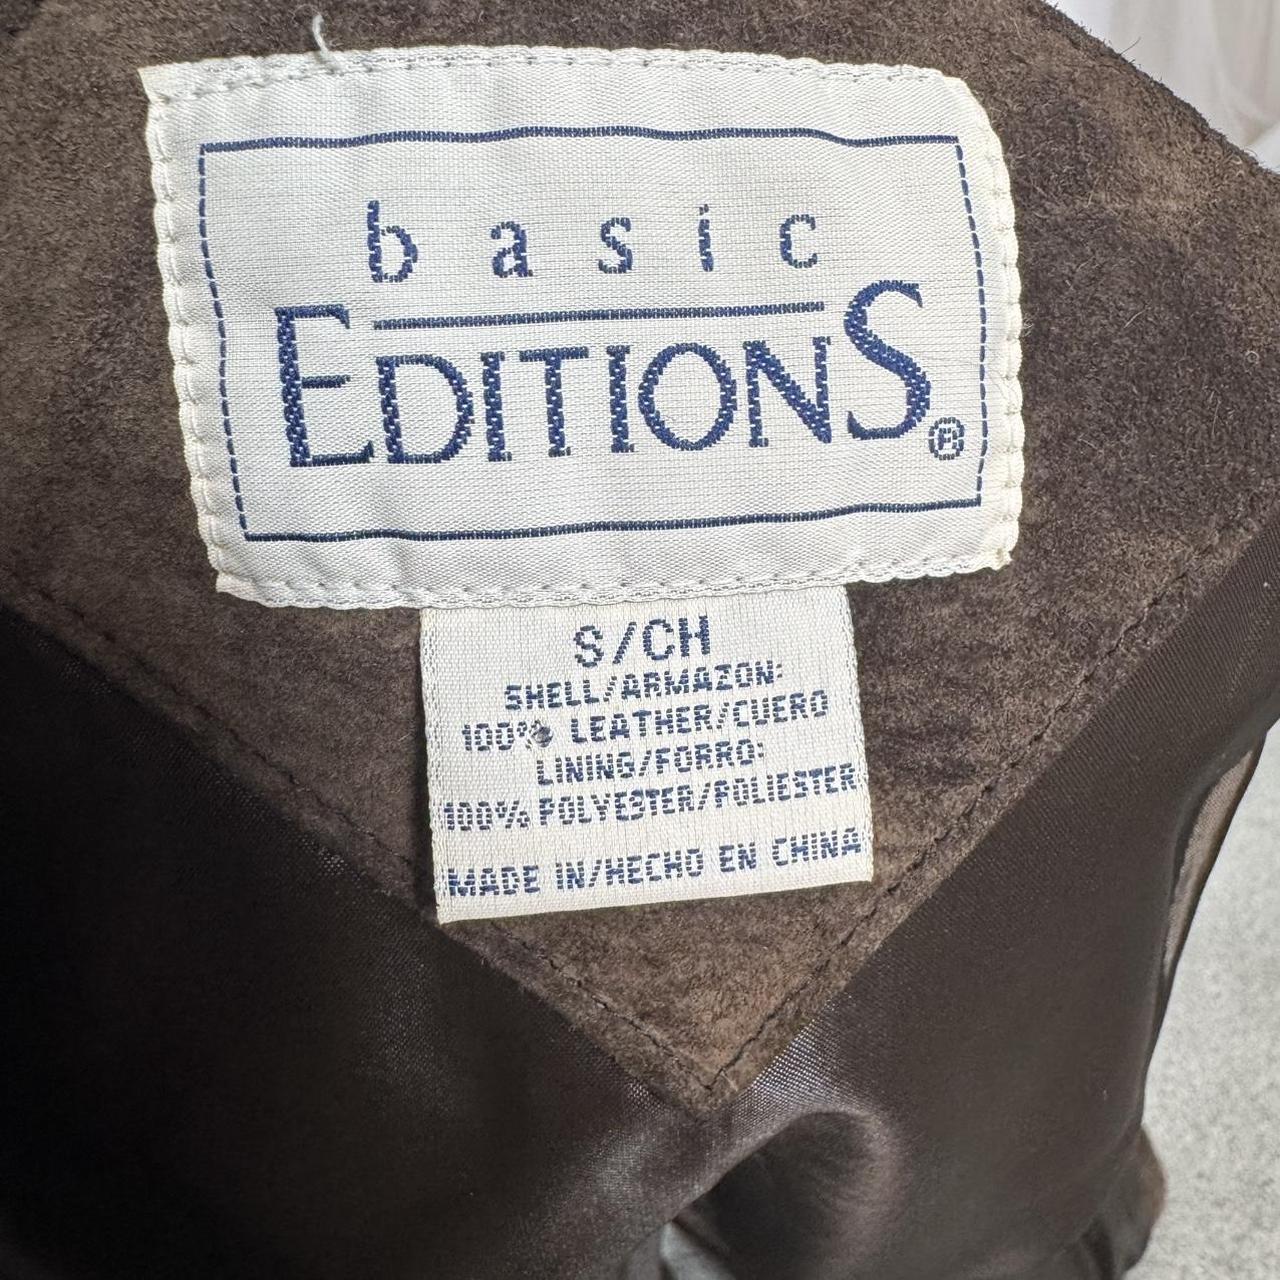 basic
EDITIONS®
S/CH
SHELL/ARMAZON:
100% LEATHER/CUERO
LINING/FORRO:
100% POLYESTER/POLIESTER
MADE IN/HECHO EN CHINA